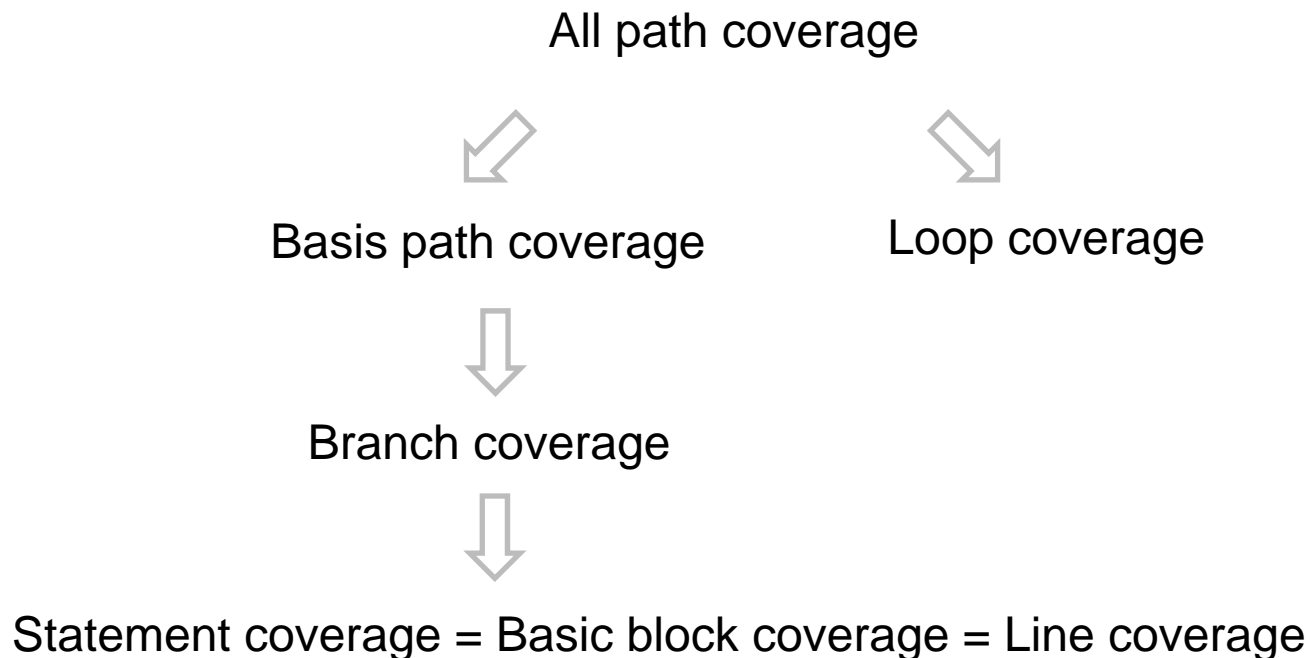 All path coverage
Basis path coverage
Loop coverage
Branch coverage
Statement coverage = Basic block coverage = Line coverage